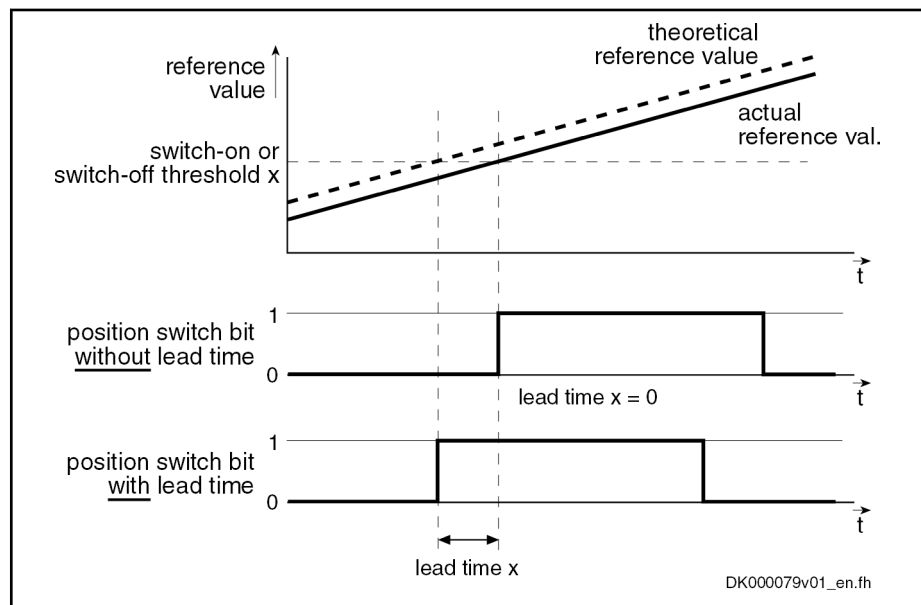 theoretical
reference value
reference
value
actual
reference val.
switch-on or
switch-off threshold x
t
1
position switch bit
without lead time
0
lead time x = 0
t
1
position switch bit
with lead time
0
t
lead time x
DK000079v01_en.fh